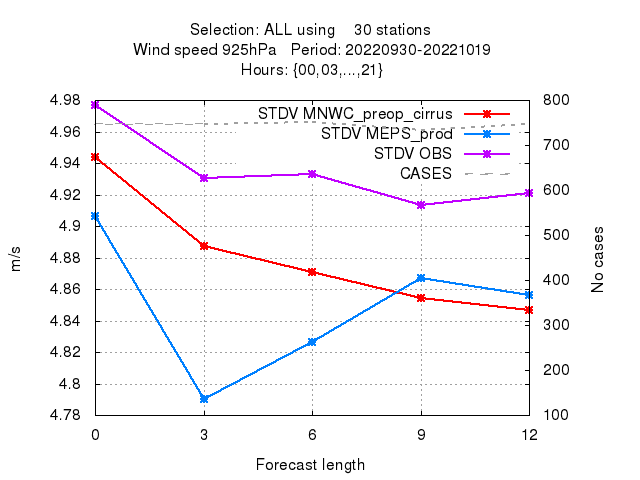 Selection: ALL using 30 stations
Wind speed 925hPa Period: 20220930-20221019
Hours: {00,03,...,21}
STDV MNWC_preop_cirrus
STDV MEPS_prod
STDV OBS
CASES
4.98
4.96
4.94
4.92
4.9
4.88
4.86
4.84
4.82
4.8
4.78
m/s
800
700
600
500
400
300
200
100
No cases
0 3 6 9 12
Forecast length